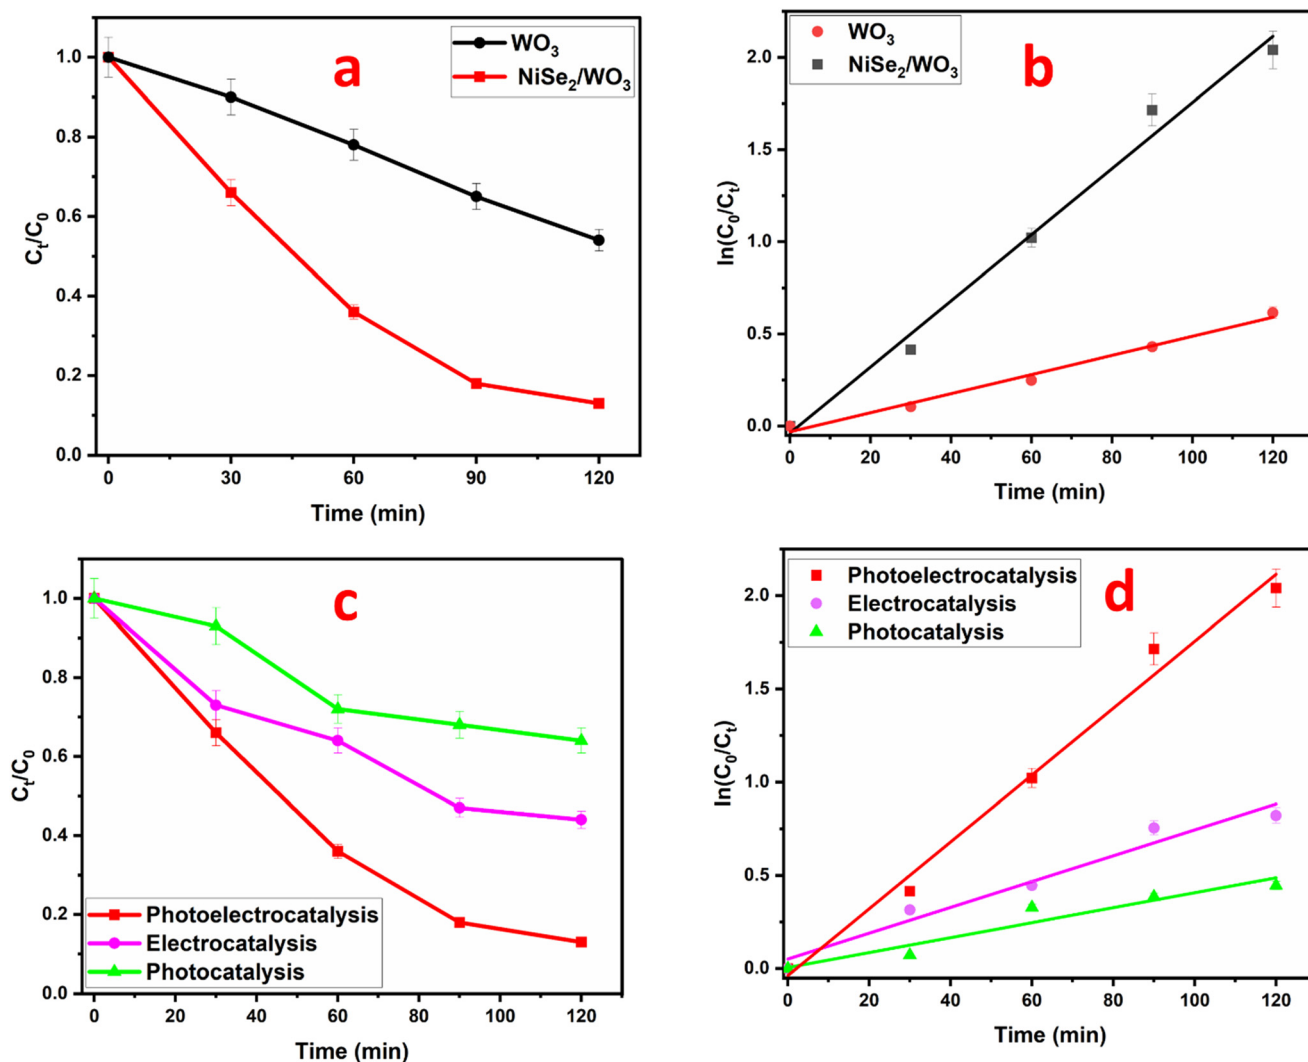 a
WO₃
NiSe₂/WO₃
Cₜ/C₀
1.0
0.8
0.6
0.4
0.2
0.0
0 30 60 90 120
Time (min)
b
WO₃
NiSe₂/WO₃
ln(C₀/Cₜ)
2.0
1.5
1.0
0.5
0.0
0 20 40 60 80 100 120
Time (min)
c
Cₜ/C₀
1.0
0.8
0.6
0.4
0.2
0.0
Photoelectrocatalysis
Electrocatalysis
Photocatalysis
0 20 40 60 80 100 120
Time (min)
d
Photoelectrocatalysis
Electrocatalysis
Photocatalysis
ln(C₀/Cₜ)
2.0
1.5
1.0
0.5
0.0
0 20 40 60 80 100 120
Time (min)